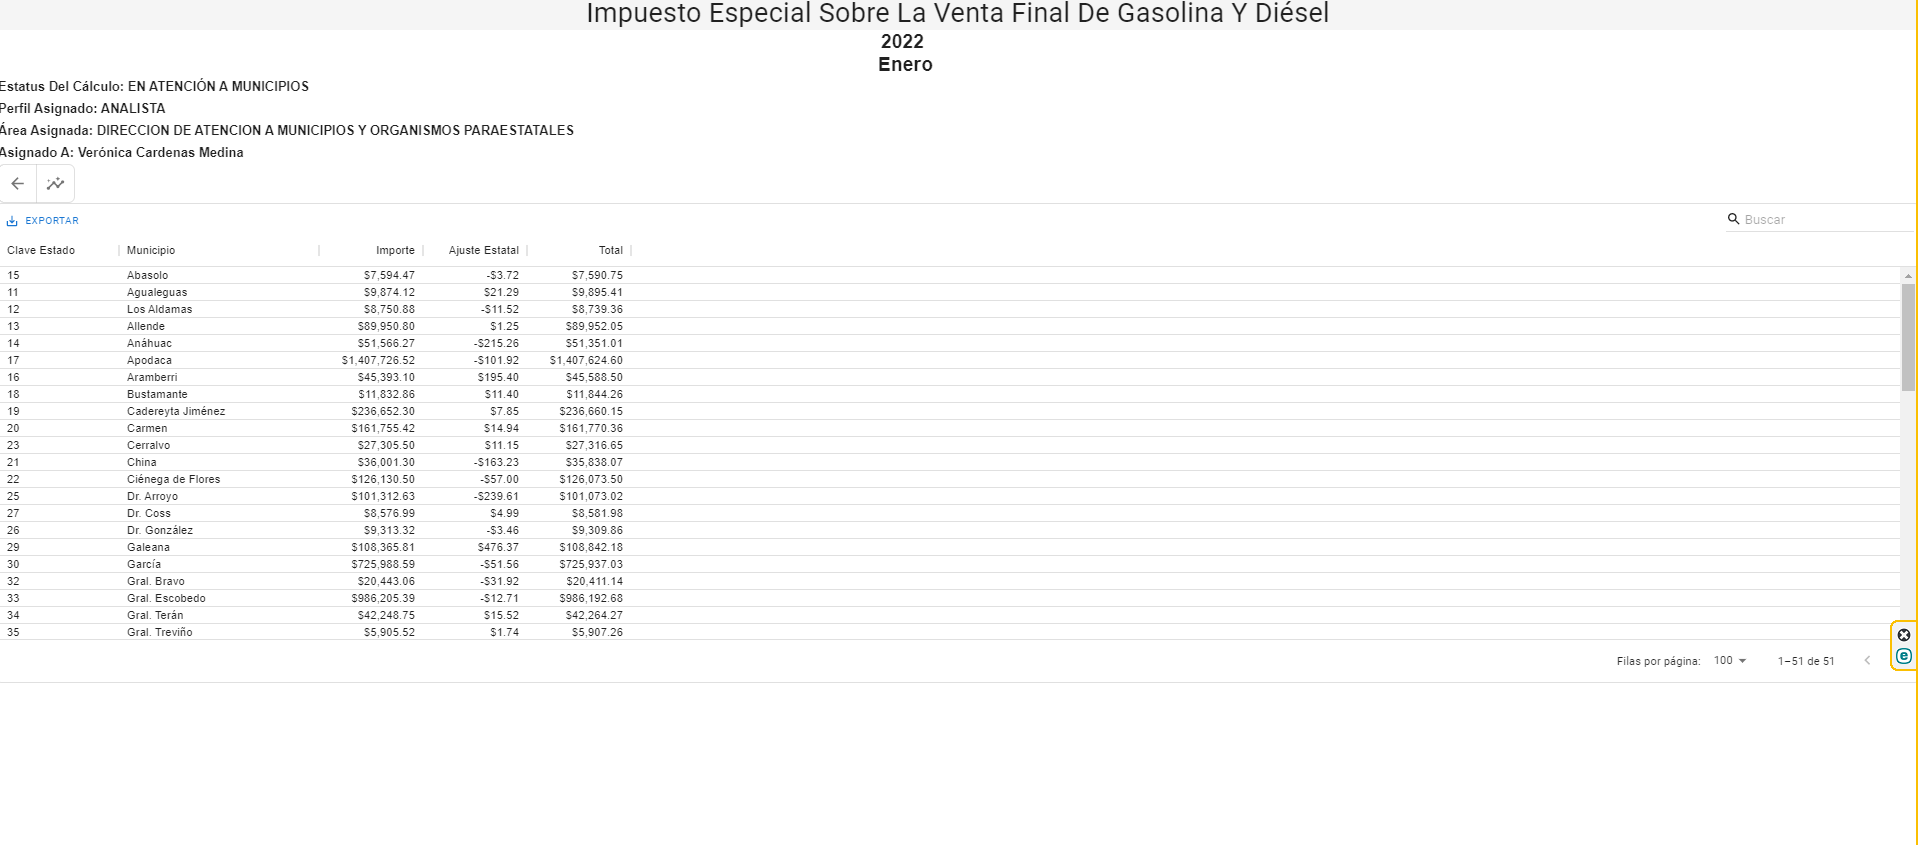 Impuesto Especial Sobre La Venta Final De Gasolina Y Diésel
2022
Enero
Estatus Del Cálculo: EN ATENCIÓN A MUNICIPIOS
Perfil Asignado: ANALISTA
Área Asignada: DIRECCION DE ATENCION A MUNICIPIOS Y ORGANISMOS PARAESTATALES
Asignado A: Verónica Cardenas Medina
EXPORTAR
Buscar
Clave Estado Municipio Importe Ajuste Estatal Total
15 Abasolo $7,594.47 -$3.72 $7,590.75
11 Agualeguas $9,874.12 $21.29 $9,895.41
12 Los Aldamas $8,750.88 -$11.52 $8,739.36
13 Allende $89,950.80 $1.25 $89,952.05
14 Anáhuac $51,566.27 -$215.26 $51,351.01
17 Apodaca $1,407,726.52 -$101.92 $1,407,624.60
16 Aramberri $45,393.10 $195.40 $45,588.50
18 Bustamante $11,832.86 $11.40 $11,844.26
19 Cadereyta Jiménez $236,652.30 $7.85 $236,660.15
20 Carmen $161,755.42 $14.94 $161,770.36
23 Cerralvo $27,305.50 $11.15 $27,316.65
21 China $36,001.30 -$163.23 $35,838.07
22 Ciénega de Flores $126,130.50 -$57.00 $126,073.50
25 Dr. Arroyo $101,312.63 -$239.61 $101,073.02
27 Dr. Coss $8,576.99 $4.99 $8,581.98
26 Dr. González $9,313.32 -$3.46 $9,309.86
29 Galeana $108,365.81 $476.37 $108,842.18
30 García $725,988.59 -$51.56 $725,937.03
32 Gral. Bravo $20,443.06 -$31.92 $20,411.14
33 Gral. Escobedo $986,205.39 -$12.71 $986,192.68
34 Gral. Terán $42,248.75 $15.52 $42,264.27
35 Gral. Treviño $5,905.52 $1.74 $5,907.26
Filas por página: 100 1–51 de 51
e